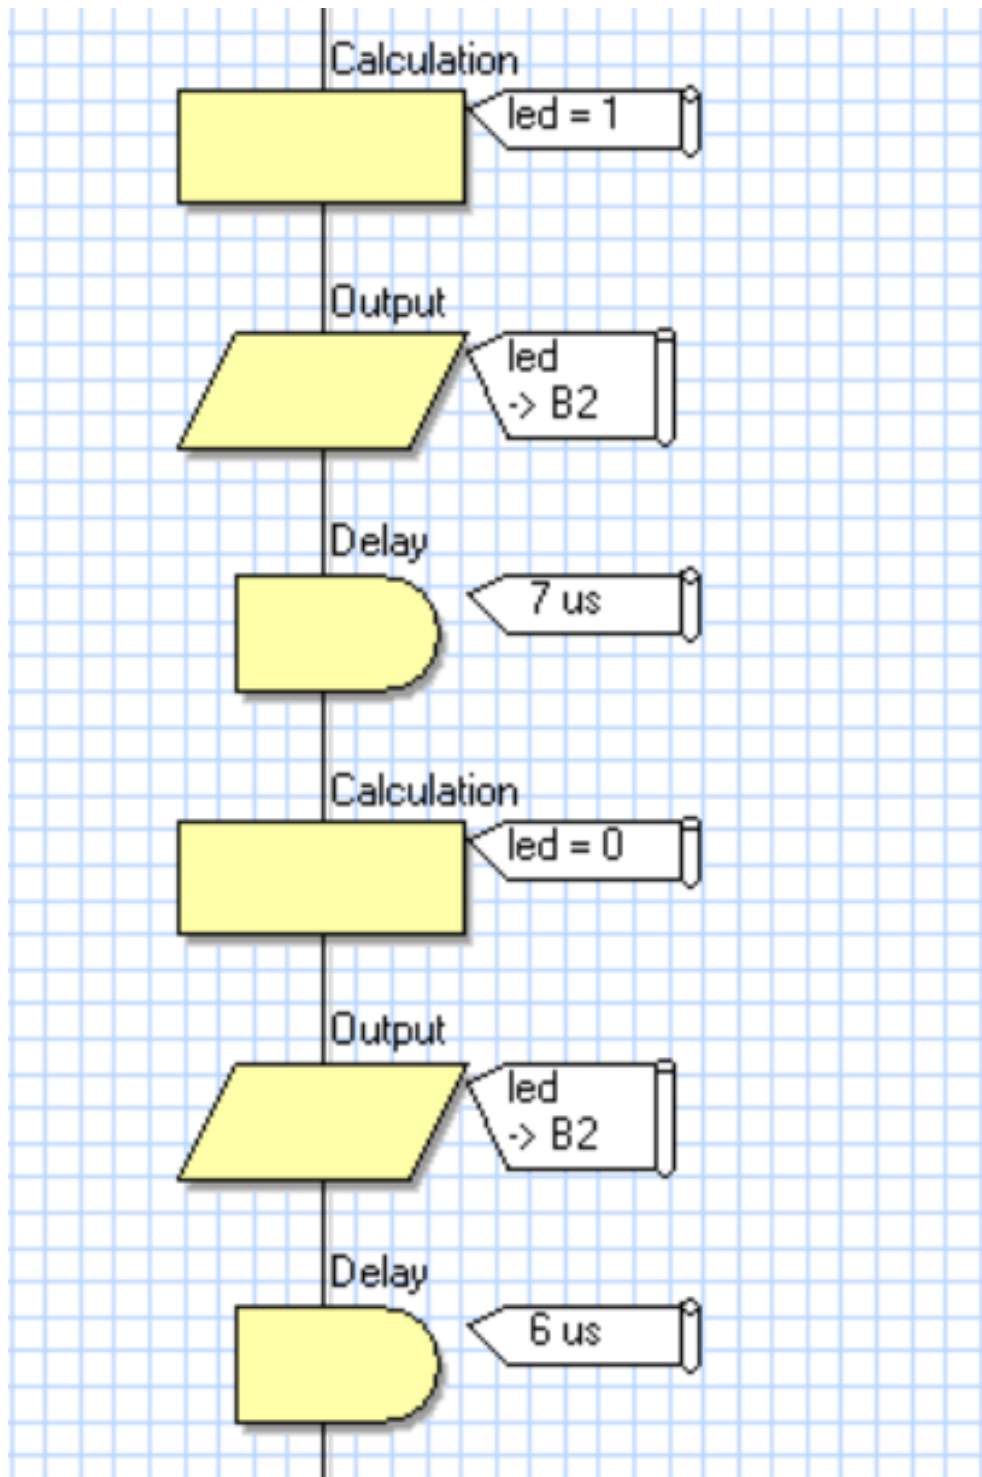 Calculation
led = 1
Output
led
-> B2
Delay
7 us
Calculation
led = 0
Output
led
-> B2
Delay
6 us